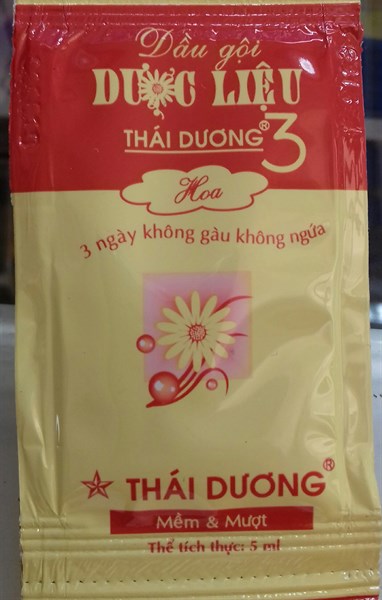 Dầu gội
DƯỢC LIỆU
THÁI DƯƠNG® 3
Hoa
3 ngày không gàu không ngứa
THÁI DƯƠNG®
Mềm & Mượt
Thể tích thực: 5 ml